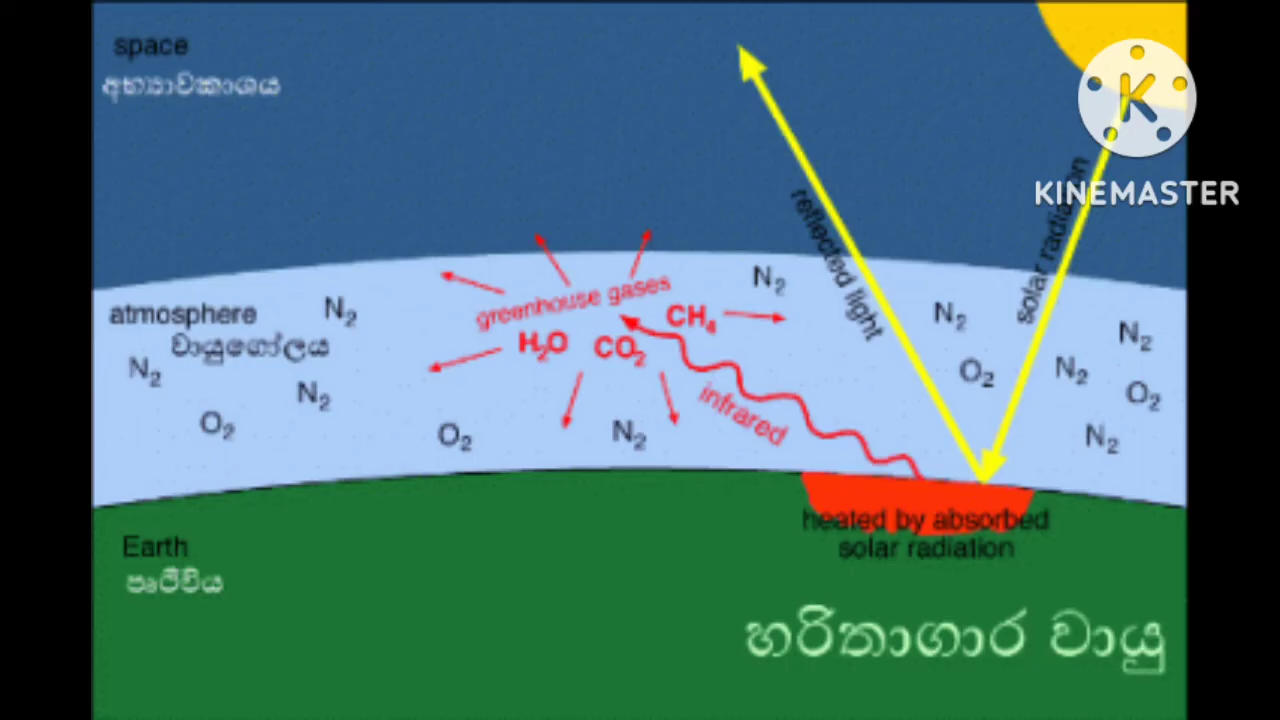 space
අභ්‍යාවකාශය
K
KINEMASTER
solar radiation
reflected light
greenhouse gases
CH₄
H₂O CO₂
infrared
atmosphere
වායුගෝලය
N₂
N₂
N₂
O₂
O₂
N₂
N₂
N₂
O₂
N₂
N₂
O₂
N₂
heated by absorbed
solar radiation
Earth
පෘථිවිය
හරිතාගාර වායු